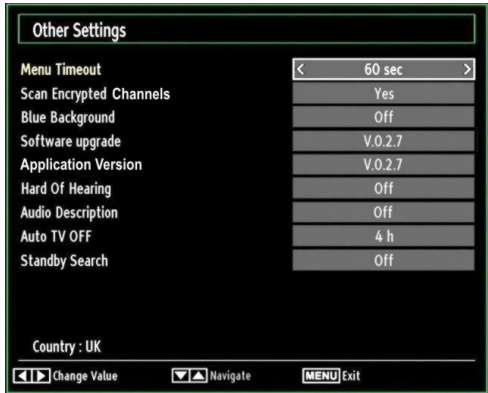 Other Settings
Menu Timeout < 60 sec >
Scan Encrypted Channels Yes
Blue Background Off
Software upgrade V.0.2.7
Application Version V.0.2.7
Hard Of Hearing Off
Audio Description Off
Auto TV OFF 4 h
Standby Search Off
Country : UK
Change Value Navigate MENU Exit